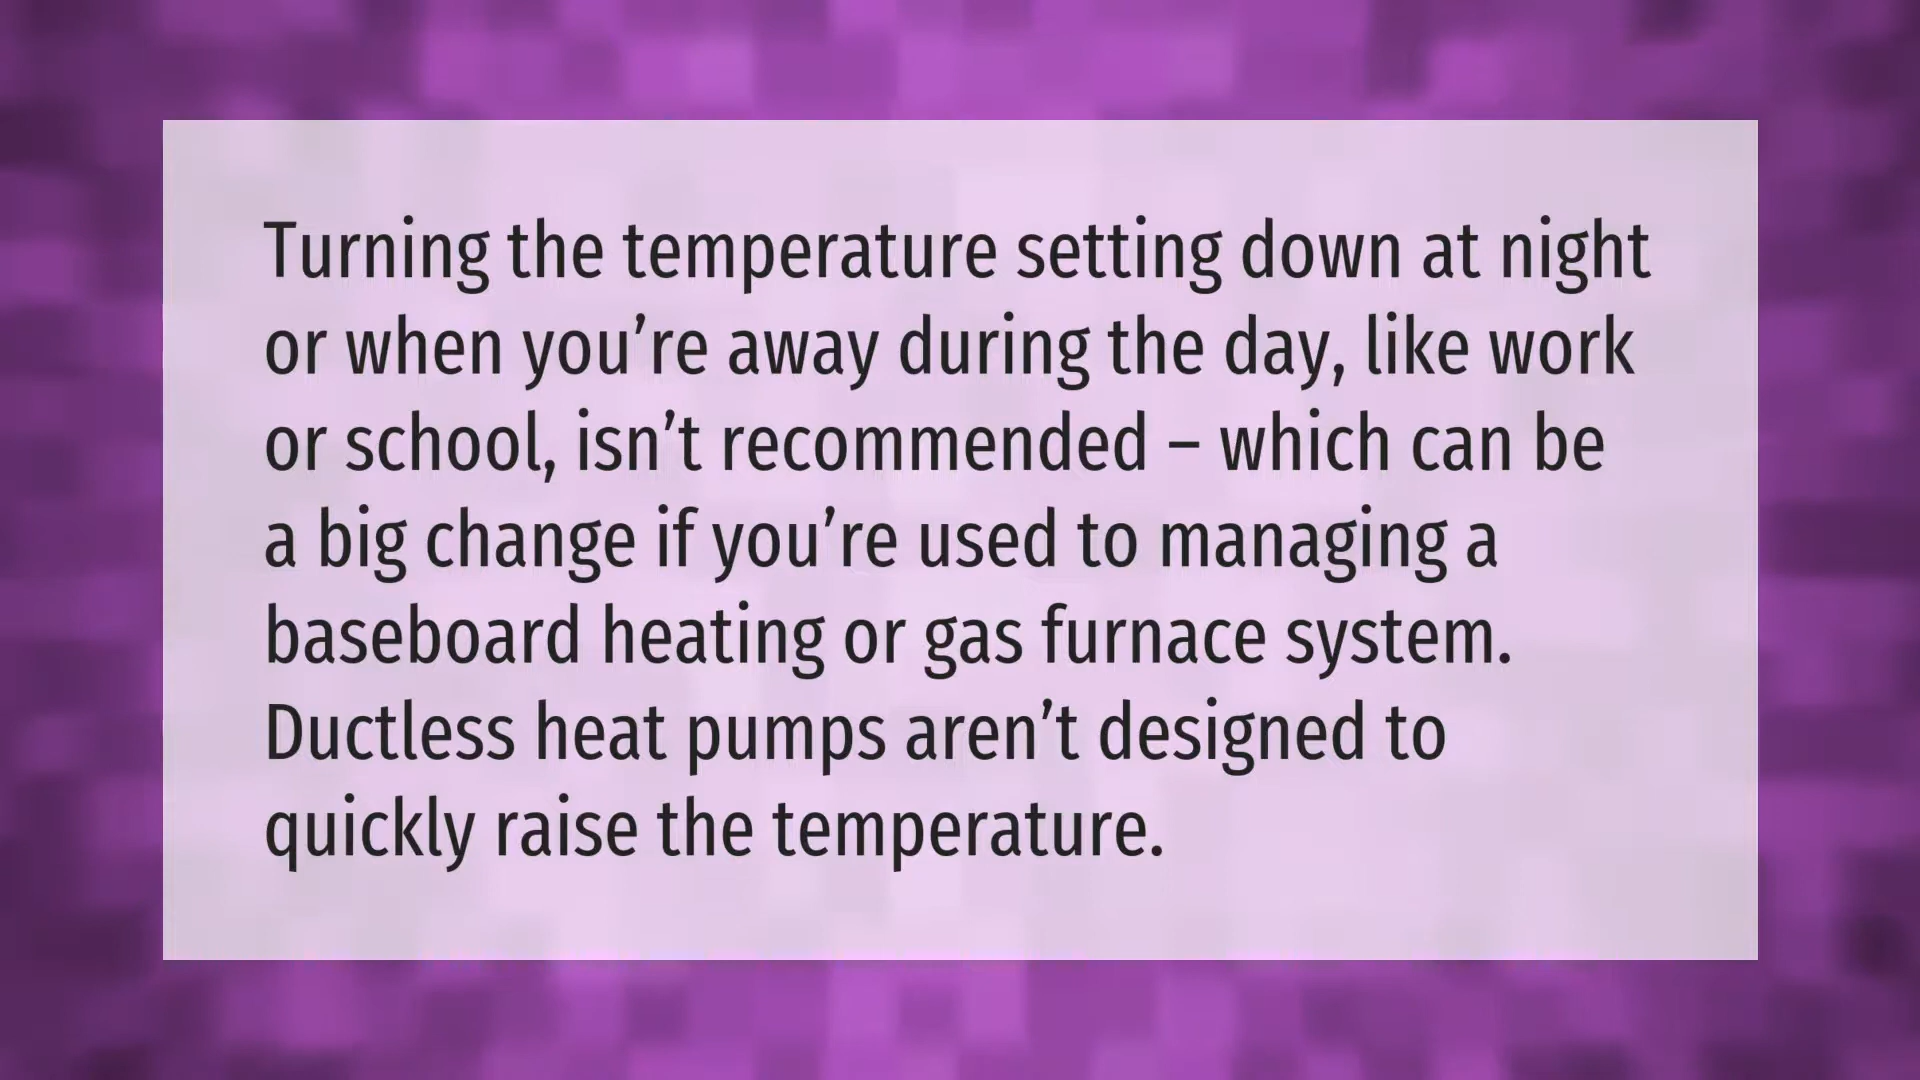 Turning the temperature setting down at night
or when you’re away during the day, like work
or school, isn’t recommended – which can be
a big change if you’re used to managing a
baseboard heating or gas furnace system.
Ductless heat pumps aren’t designed to
quickly raise the temperature.